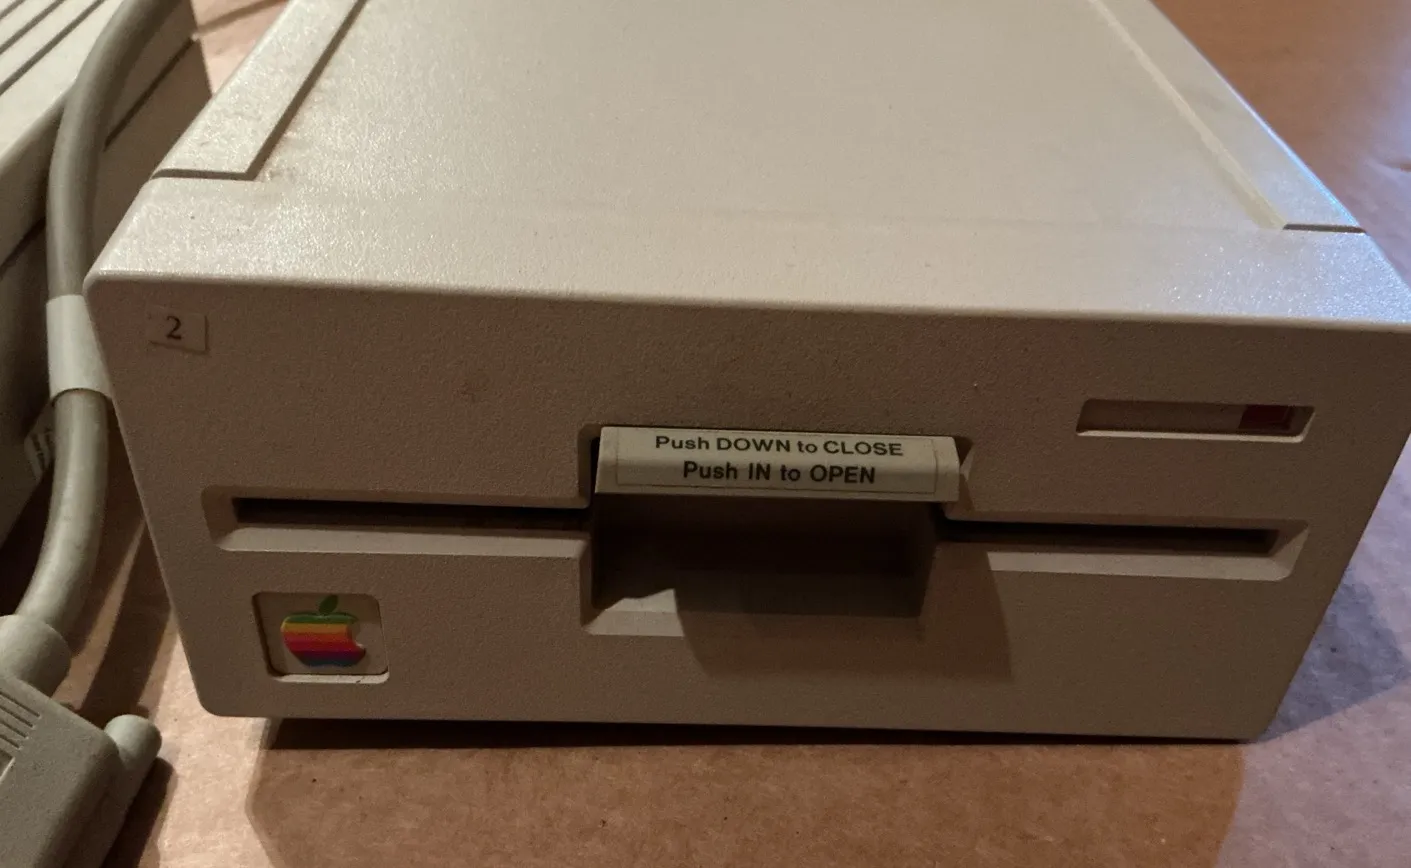 2
Push DOWN to CLOSE
Push IN to OPEN